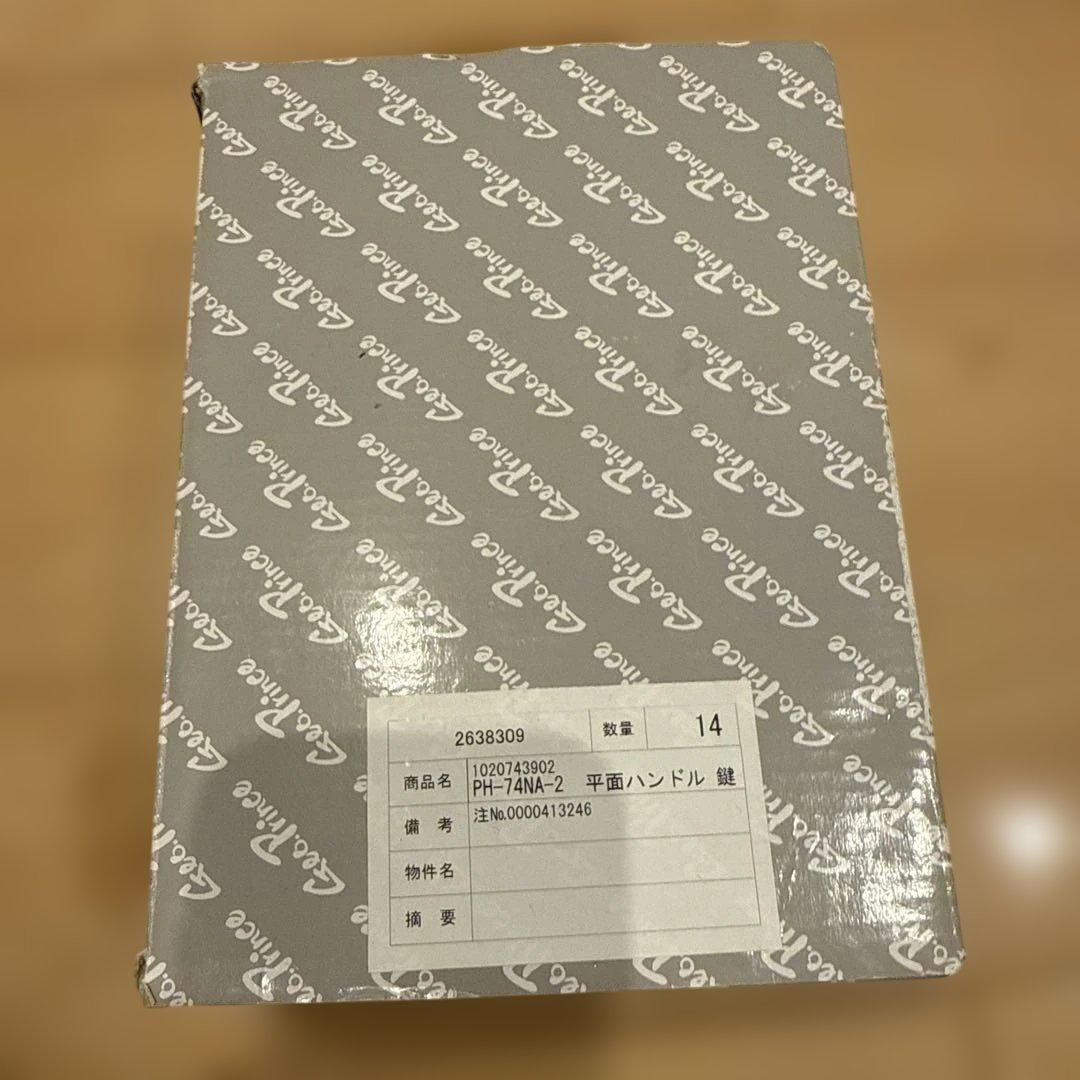 Geo.Prince
2638309 数量 14
商品名 1020743902
PH-74NA-2 平面ハンドル 鍵
備 考 注No.0000413246
物件名
摘 要